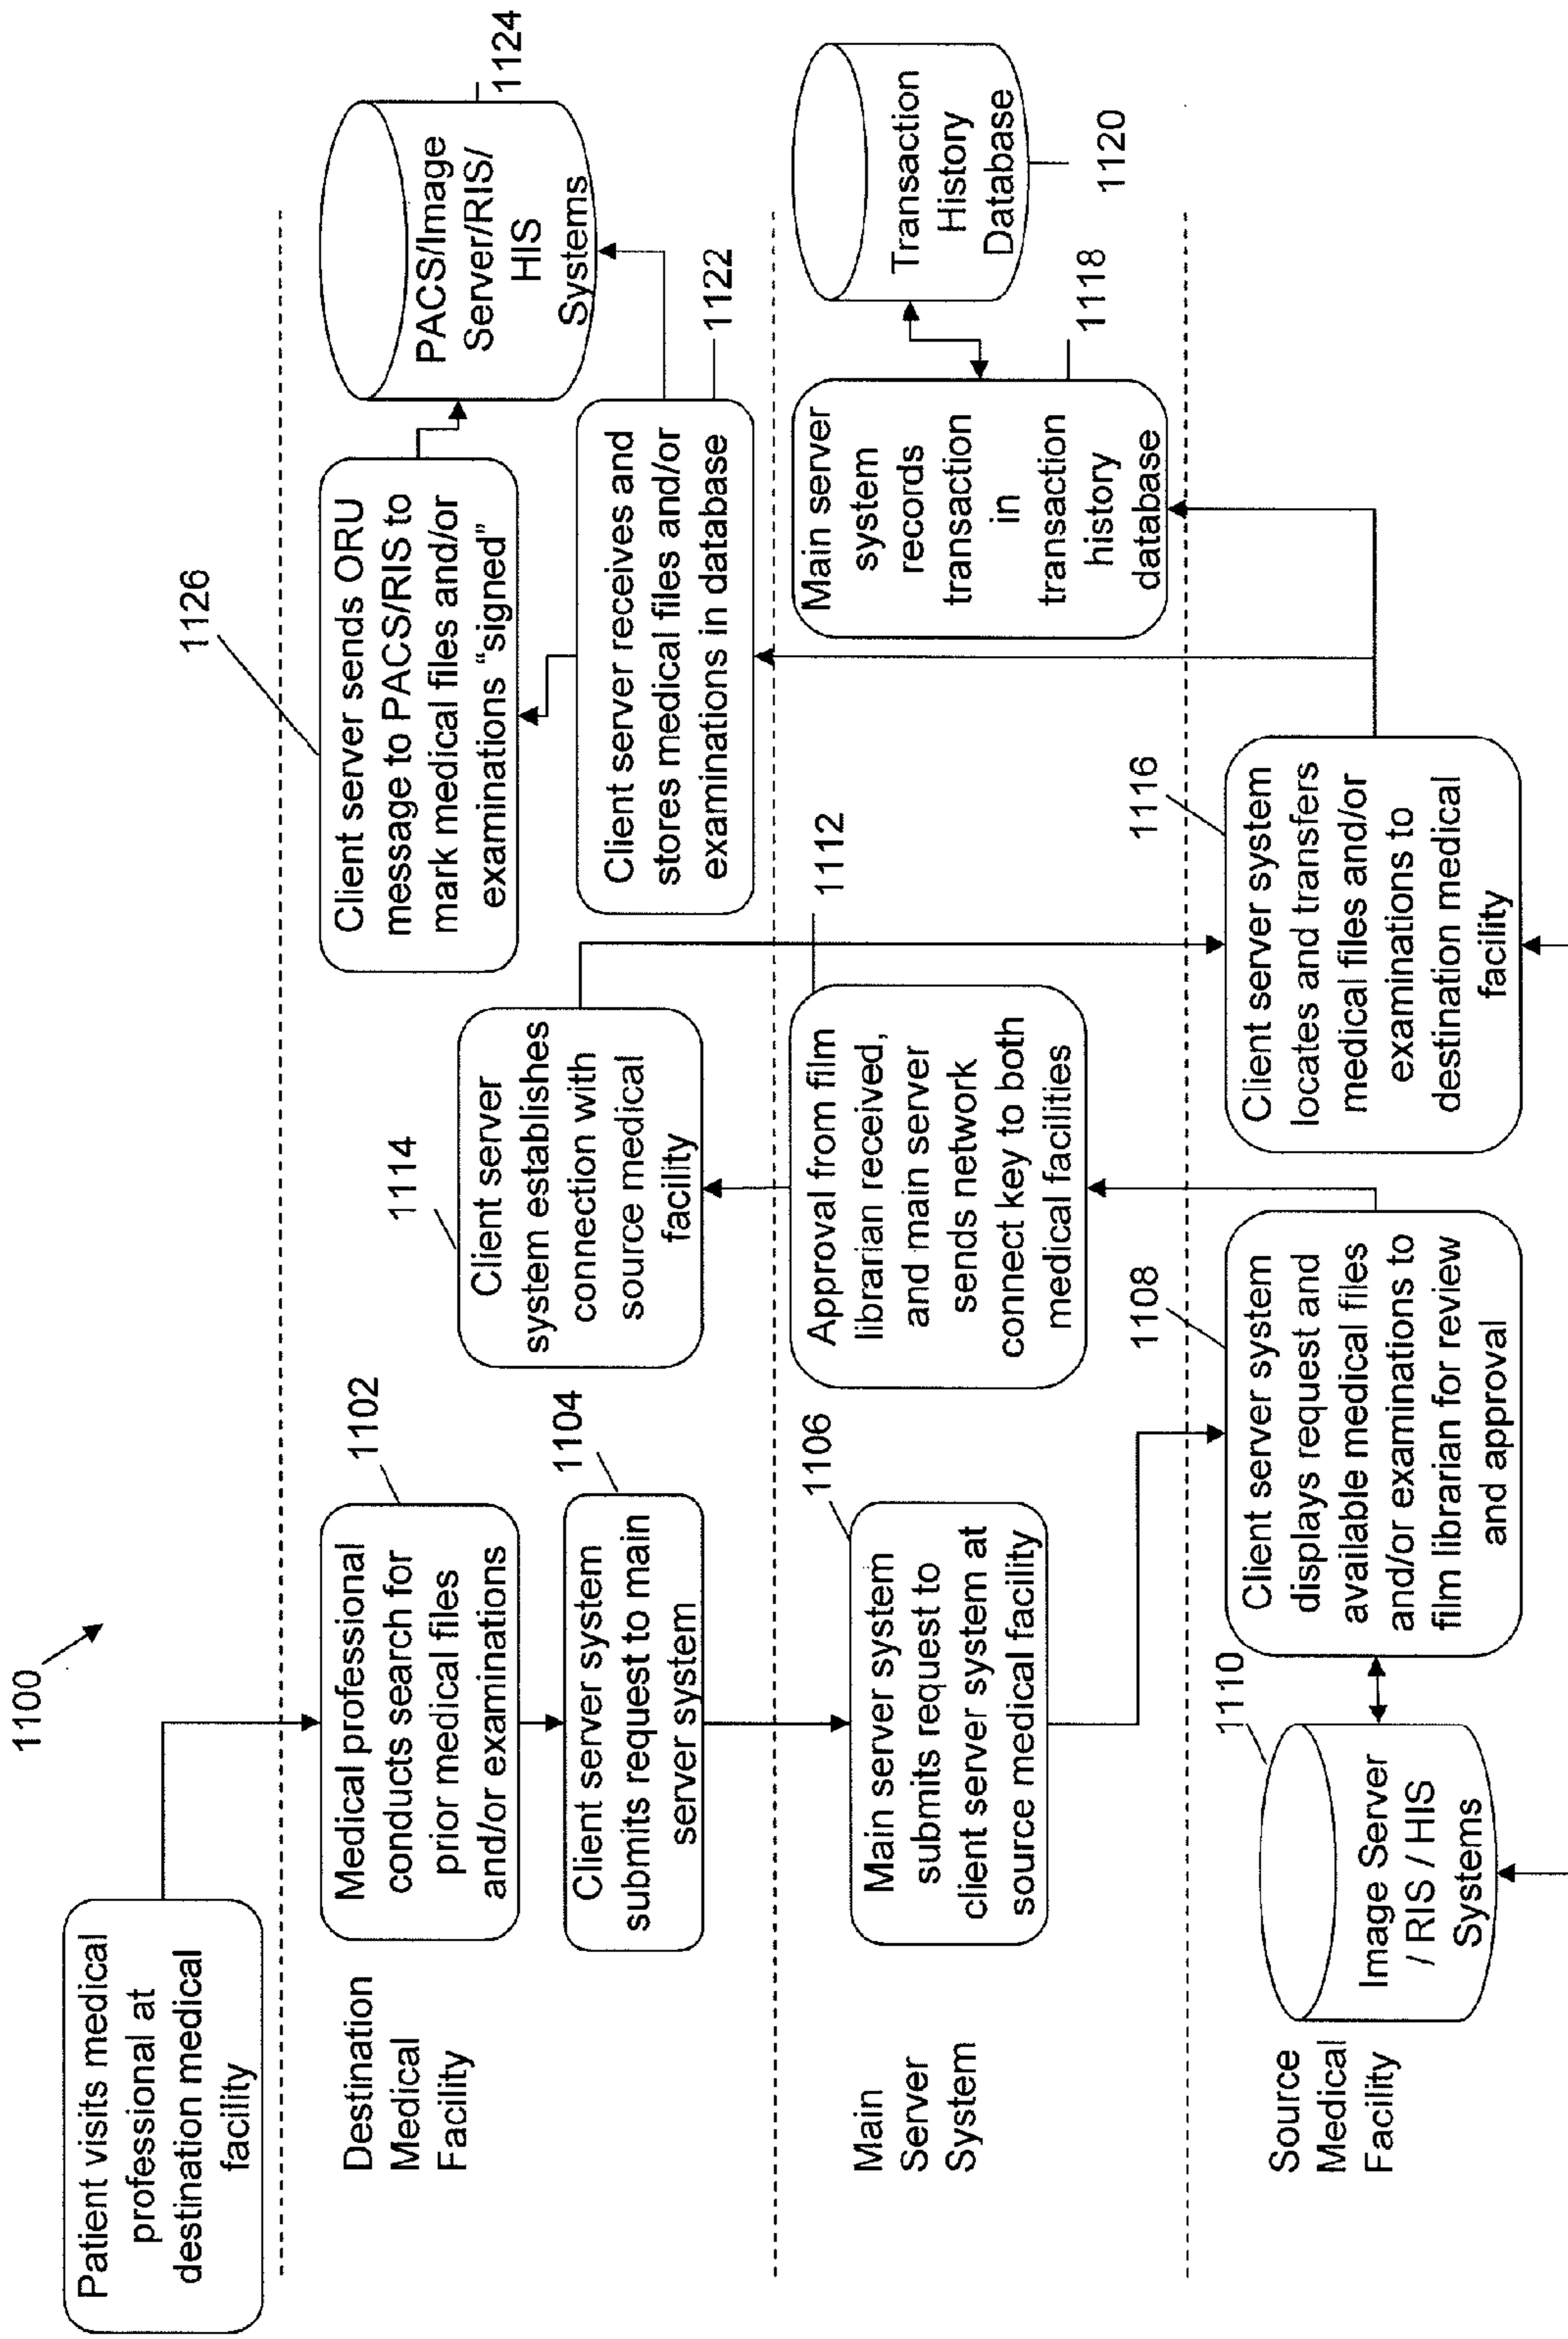 1100
Patient visits medical
professional at
destination medical
facility
Destination
Medical
Facility
1102
Medical professional
conducts search for
prior medical files
and/or examinations
1104
Client server system
submits request to main
server system
1114
Client server
system establishes
connection with
source medical
facility
1126
Client server sends ORU
message to PACS/RIS to
mark medical files and/or
examinations “signed”
1122
Client server receives and
stores medical files and/or
examinations in database
1124
PACS/Image
Server/RIS/
HIS
Systems
Main
Server
System
1106
Main server system
submits request to
client server system at
source medical facility
1112
Approval from film
librarian received,
and main server
sends network
connect key to both
medical facilities
1118
Main server
system
records
transaction
in
transaction
history
database
1120
Transaction
History
Database
Source
Medical
Facility
1110
Image Server
/ RIS / HIS
Systems
1108
Client server system
displays request and
available medical files
and/or examinations to
film librarian for review
and approval
1116
Client server system
locates and transfers
medical files and/or
examinations to
destination medical
facility